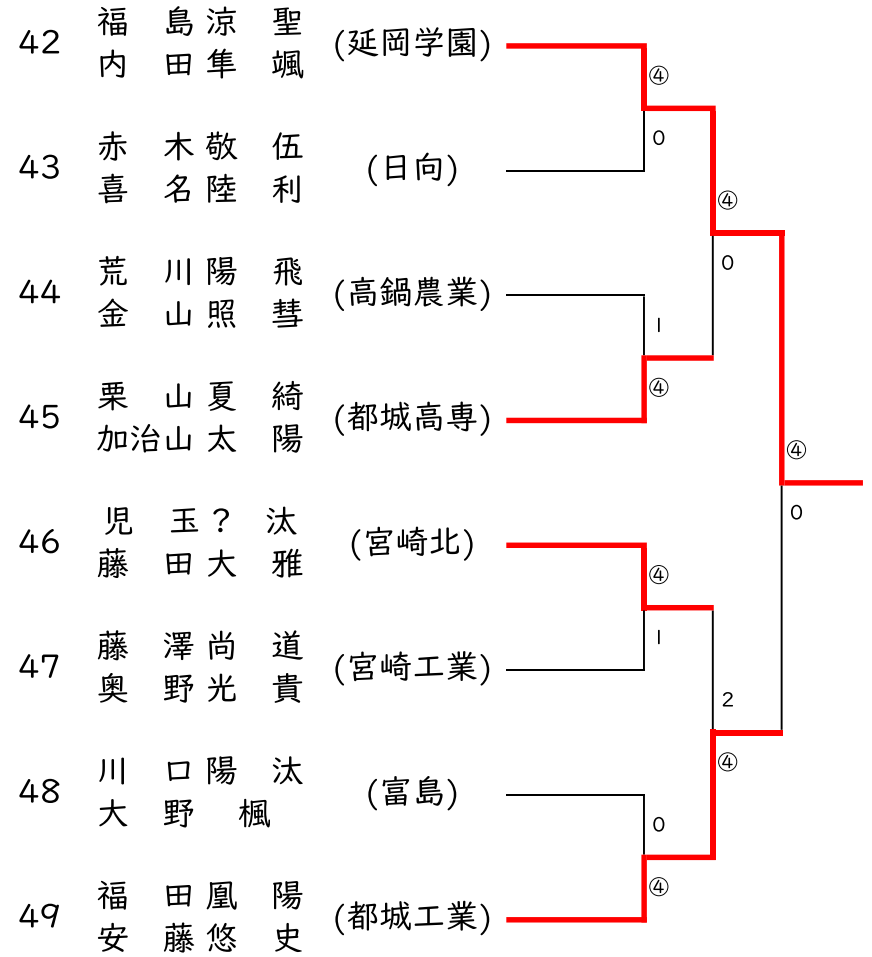 福島涼聖
42 (延岡学園)
内田隼颯
④
0
赤木敬伍
43 (日向)
喜名陸利
④
0
荒川陽飛
44 (高鍋農業)
金山照彗
1
④
栗山夏綺
45 (都城高専)
加治山太陽
④
0
児玉?汰
46 (宮崎北)
藤田大雅
④
1
藤澤尚道
47 (宮崎工業)
奥野光貴
2
④
川口陽汰
48 (富島)
大野楓
0
④
福田凰陽
49 (都城工業)
安藤悠史